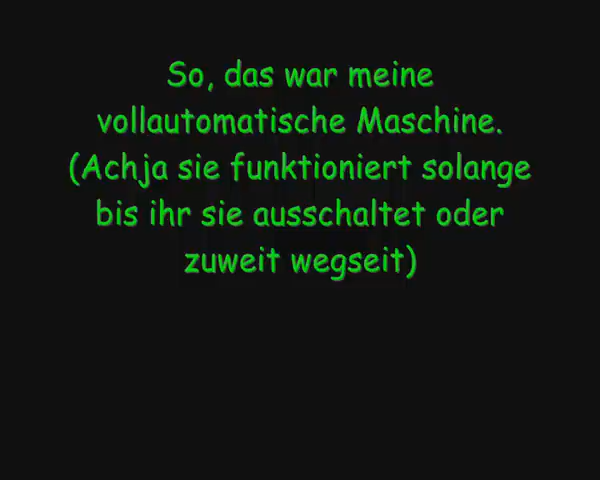 So, das war meine
vollautomatische Maschine.
(Achja sie funktioniert solange
bis ihr sie ausschaltet oder
zuweit wegseit)